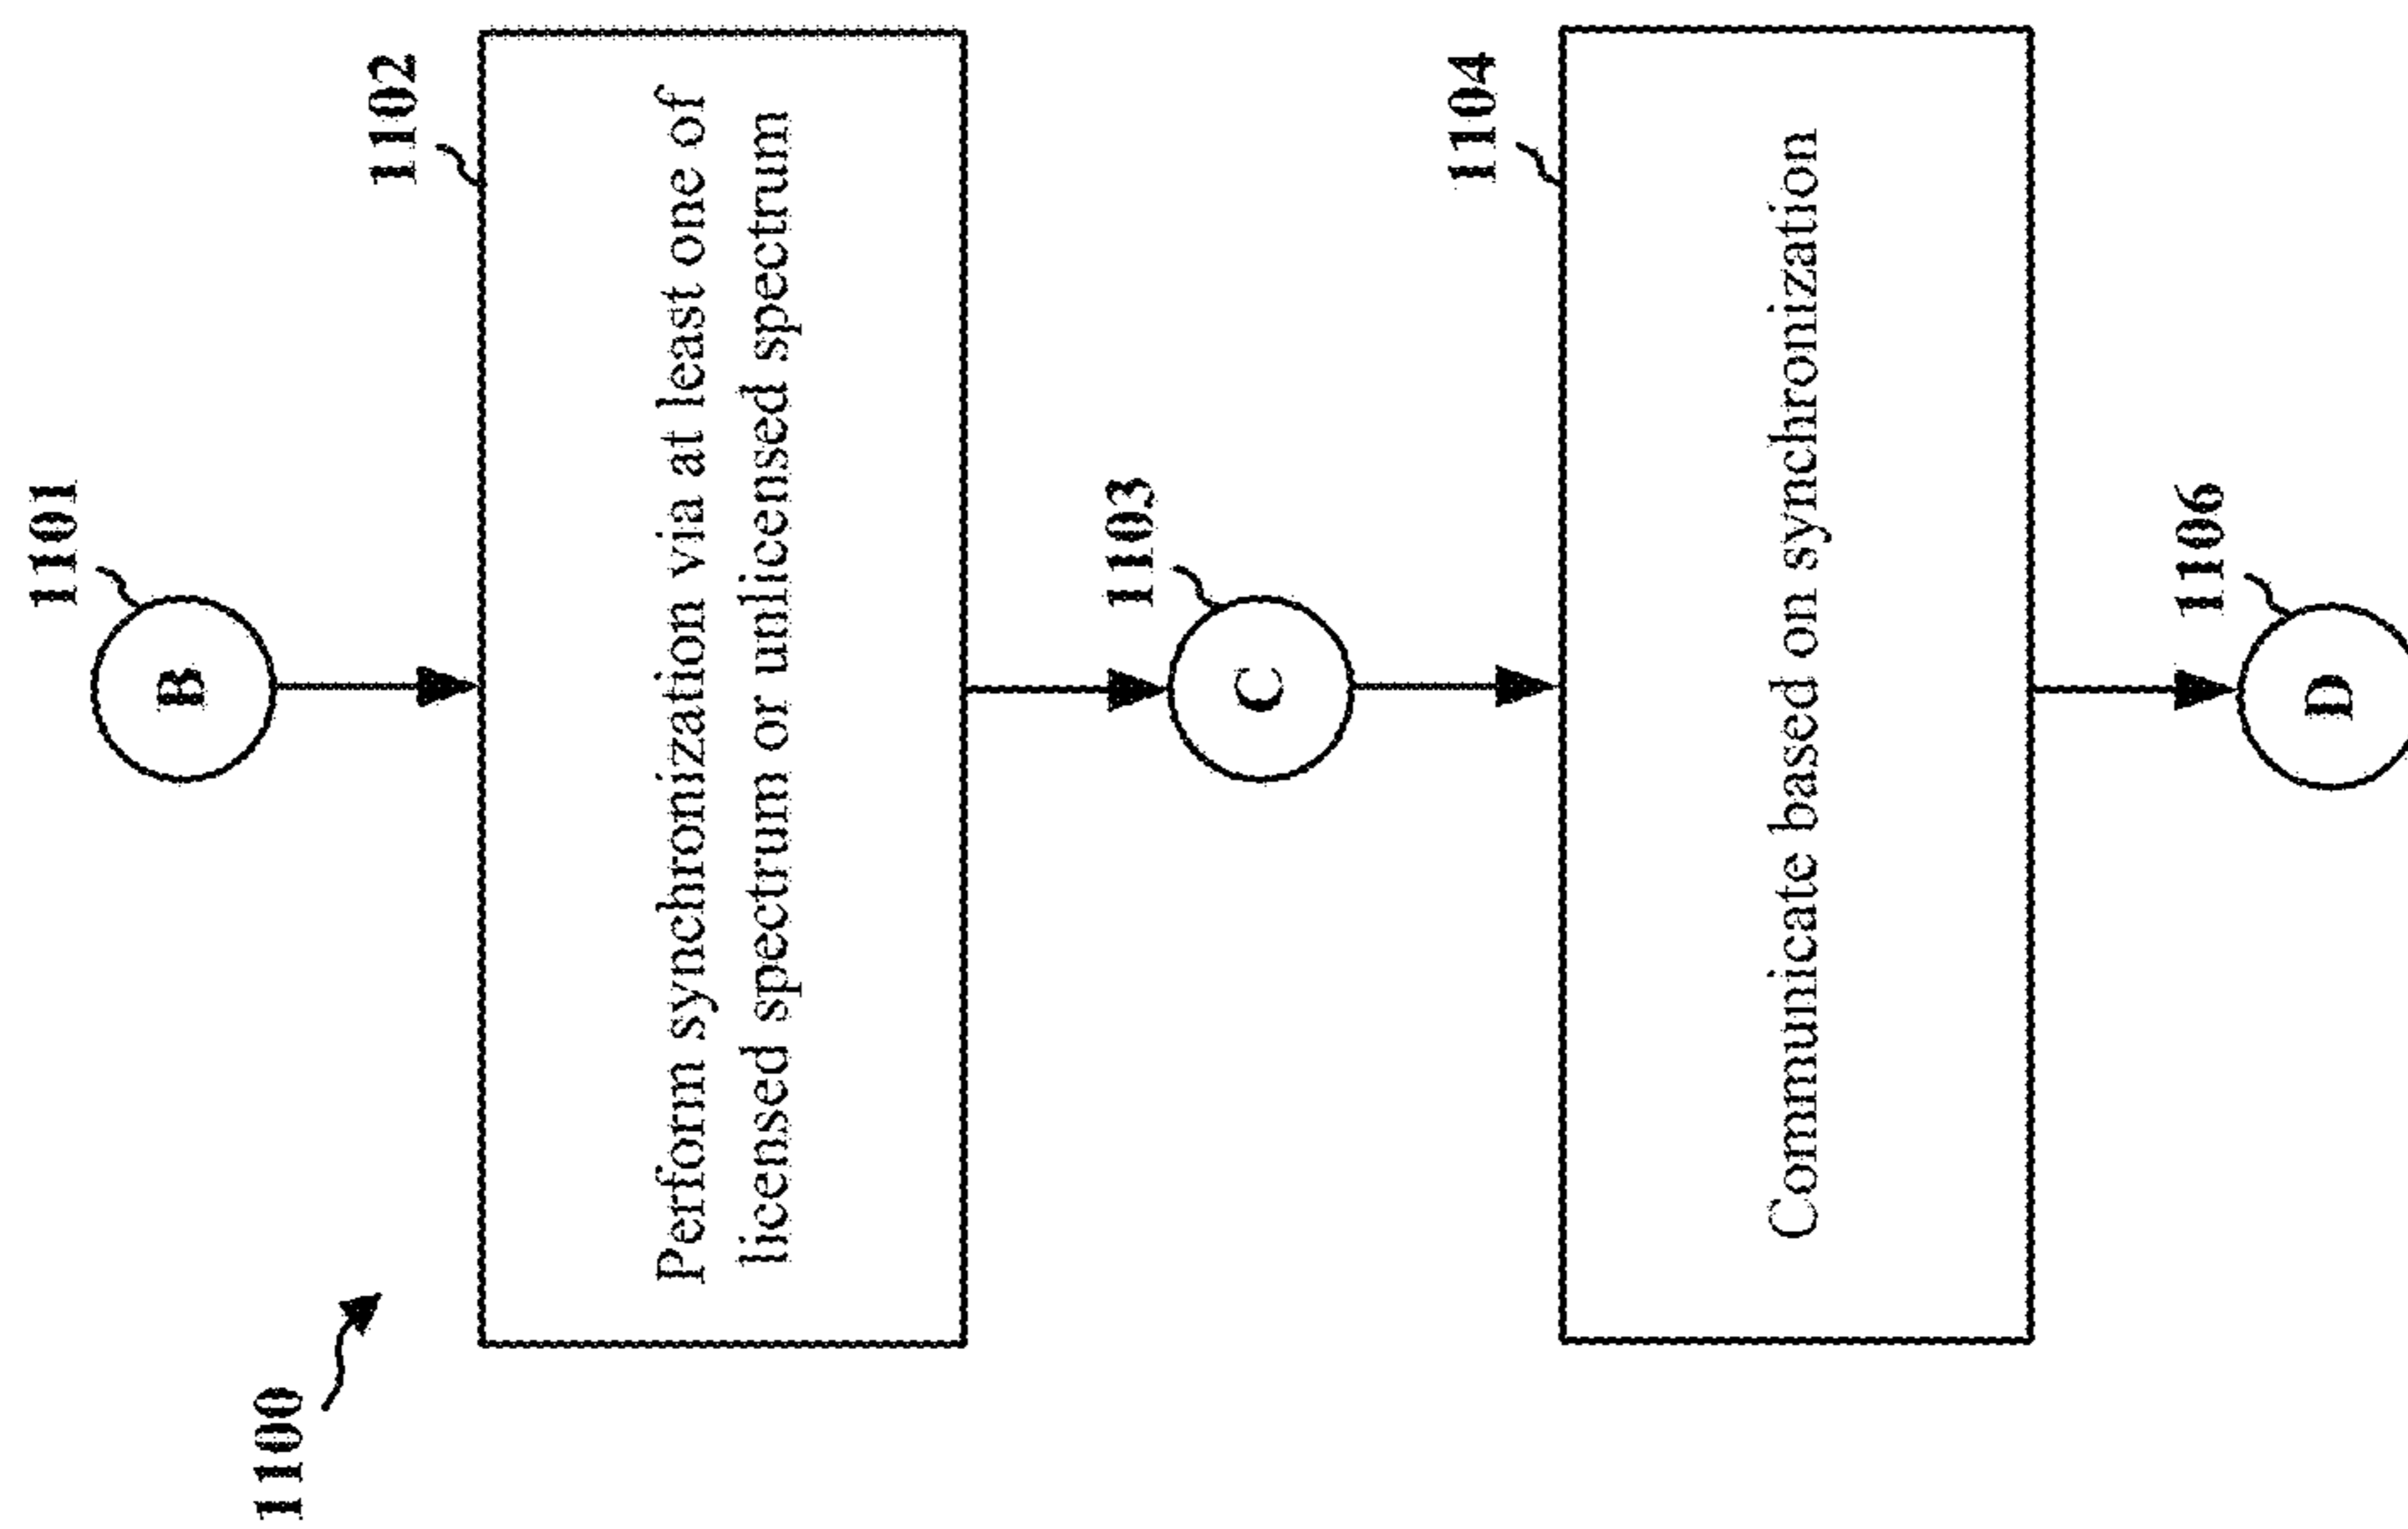 1100
1101
B
1102
Perform synchronization via at least one of
licensed spectrum or unlicensed spectrum
1103
C
1104
Communicate based on synchronization
1106
D